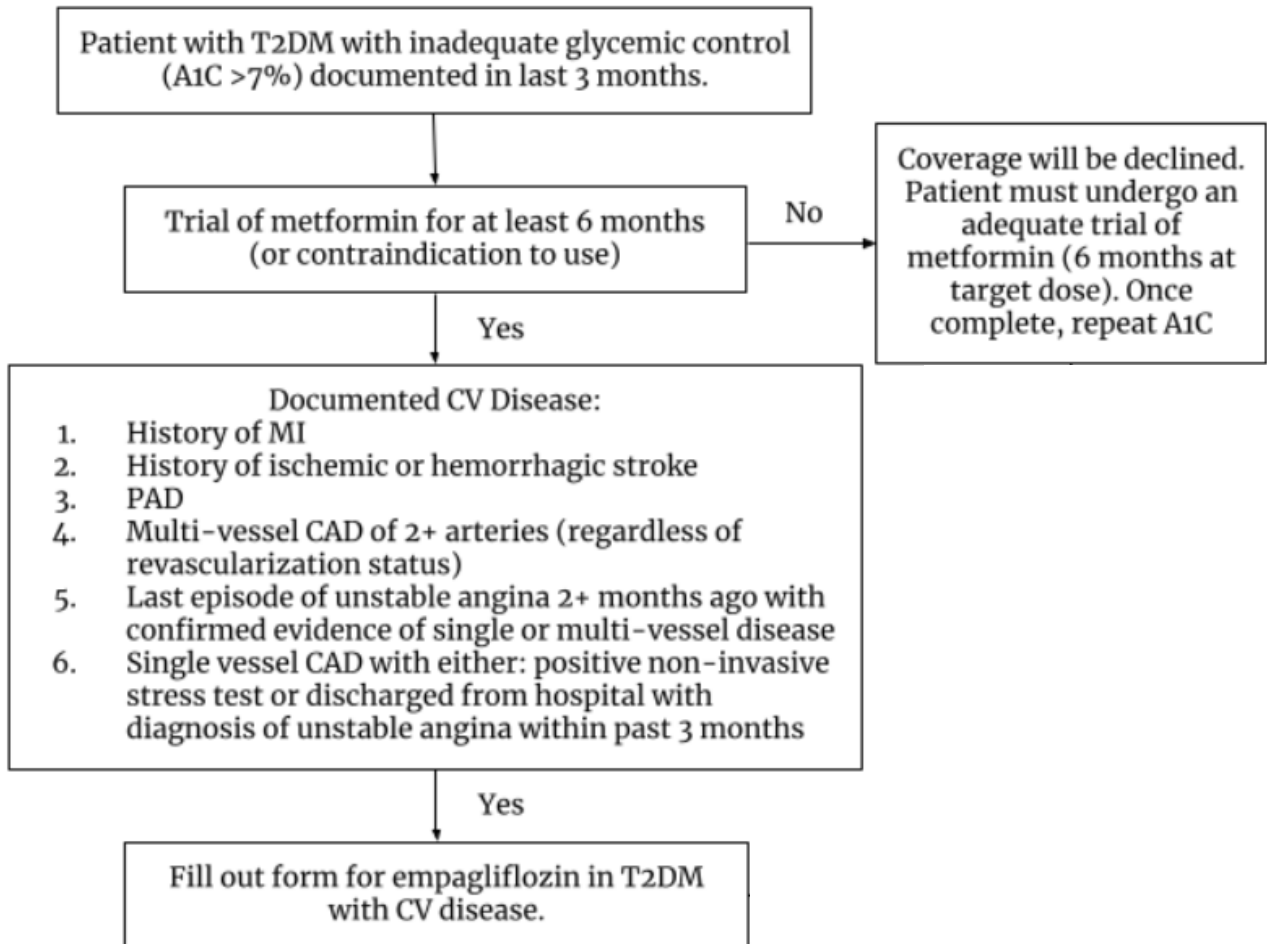 Patient with T2DM with inadequate glycemic control
(A1C >7%) documented in last 3 months.
Trial of metformin for at least 6 months
(or contraindication to use)
No
Coverage will be declined.
Patient must undergo an
adequate trial of
metformin (6 months at
target dose). Once
complete, repeat A1C
Yes
Documented CV Disease:
1. History of MI
2. History of ischemic or hemorrhagic stroke
3. PAD
4. Multi-vessel CAD of 2+ arteries (regardless of
revascularization status)
5. Last episode of unstable angina 2+ months ago with
confirmed evidence of single or multi-vessel disease
6. Single vessel CAD with either: positive non-invasive
stress test or discharged from hospital with
diagnosis of unstable angina within past 3 months
Yes
Fill out form for empagliflozin in T2DM
with CV disease.